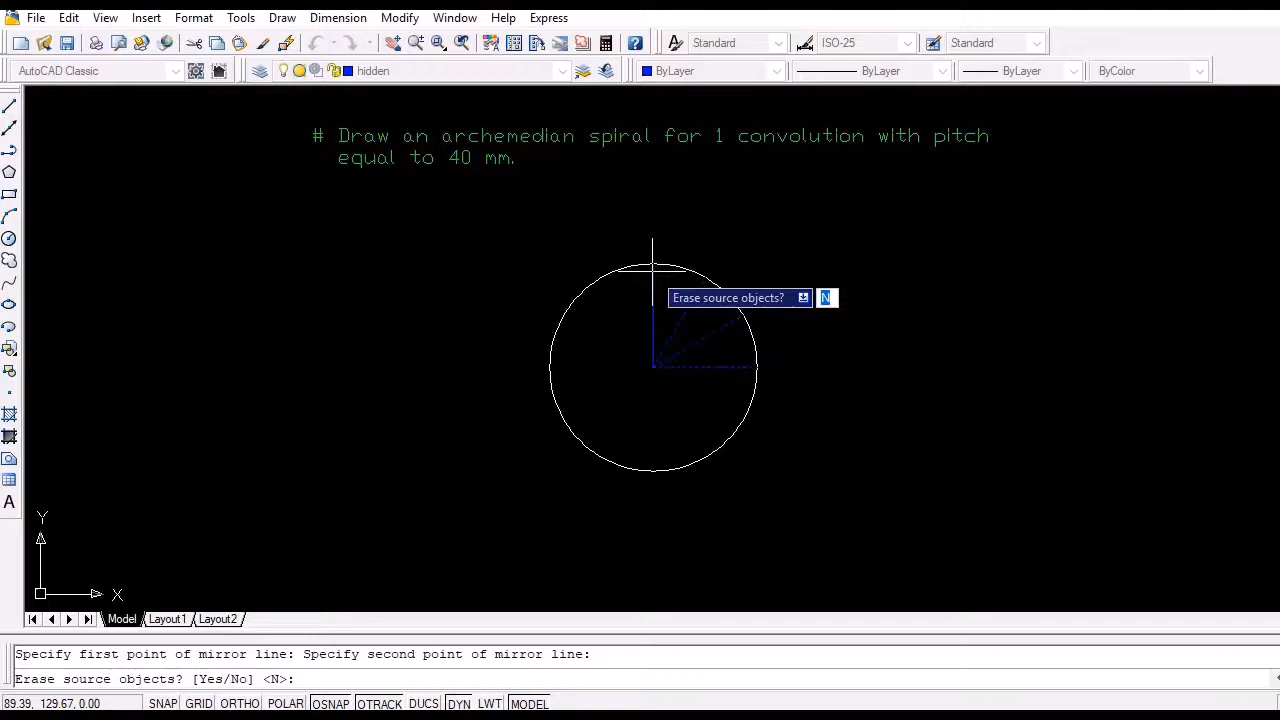 File Edit View Insert Format Tools Draw Dimension Modify Window Help Express
Standard ISO-25 Standard
AutoCAD Classic hidden ByLayer ByLayer ByLayer ByColor
# Draw an archemedian spiral for 1 convolution with pitch
equal to 40 mm.
Erase source objects? N
A
Y
X
Model Layout1 Layout2
Specify first point of mirror line: Specify second point of mirror line:
Erase source objects? [Yes/No] <N>:
89.39, 129.67, 0.00 SNAP GRID ORTHO POLAR OSNAP OTRACK DUCS DYN LWT MODEL